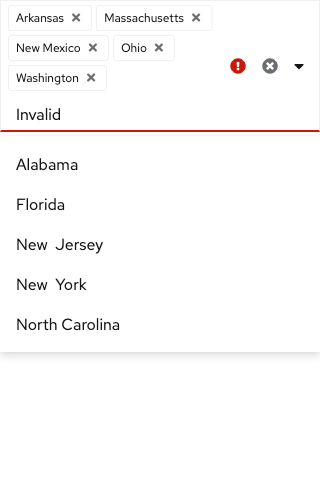 Arkansas Massachusetts
New Mexico Ohio
Washington
Invalid
Alabama
Florida
New Jersey
New York
North Carolina